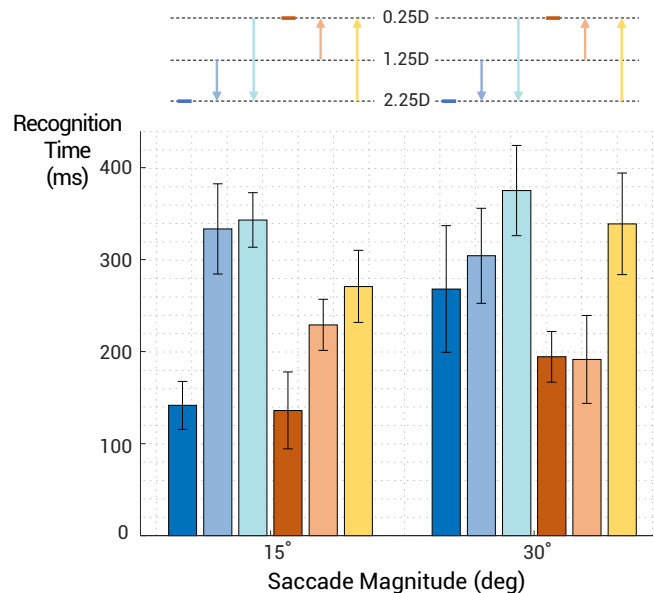 0.25D
1.25D
2.25D
Recognition
Time
(ms)
400
300
200
100
0
15°
30°
Saccade Magnitude (deg)